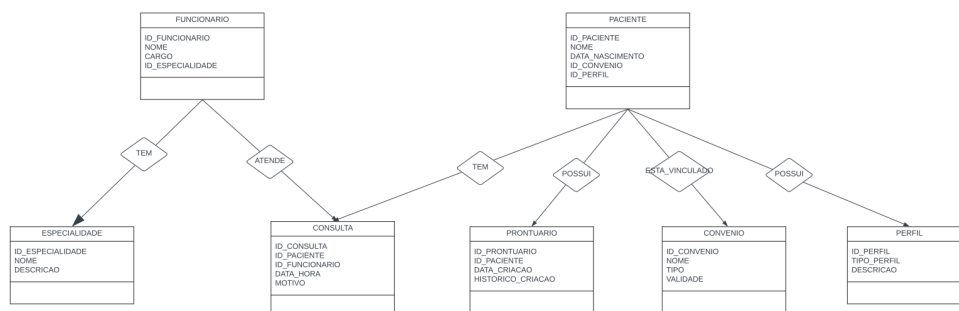 FUNCIONARIO
ID_FUNCIONARIO
NOME
CARGO
ID_ESPECIALIDADE
PACIENTE
ID_PACIENTE
NOME
DATA_NASCIMENTO
ID_CONVENIO
ID_PERFIL
TEM
ATENDE
TEM
POSSUI
ESTA_VINCULADO
POSSUI
ESPECIALIDADE
ID_ESPECIALIDADE
NOME
DESCRICAO
CONSULTA
ID_CONSULTA
ID_PACIENTE
ID_FUNCIONARIO
DATA_HORA
MOTIVO
PRONTUARIO
ID_PRONTUARIO
ID_PACIENTE
DATA_CRIACAO
HISTORICO_CRIACAO
CONVENIO
ID_CONVENIO
NOME
TIPO
VALIDADE
PERFIL
ID_PERFIL
TIPO_PERFIL
DESCRICAO